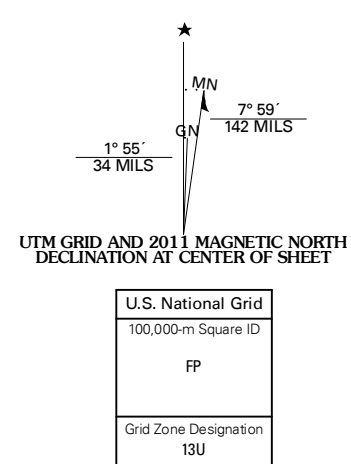 ★
MN
7° 59´
142 MILS
GN
1° 55´
34 MILS
UTM GRID AND 2011 MAGNETIC NORTH
DECLINATION AT CENTER OF SHEET
U.S. National Grid
100,000-m Square ID
FP
Grid Zone Designation
13U